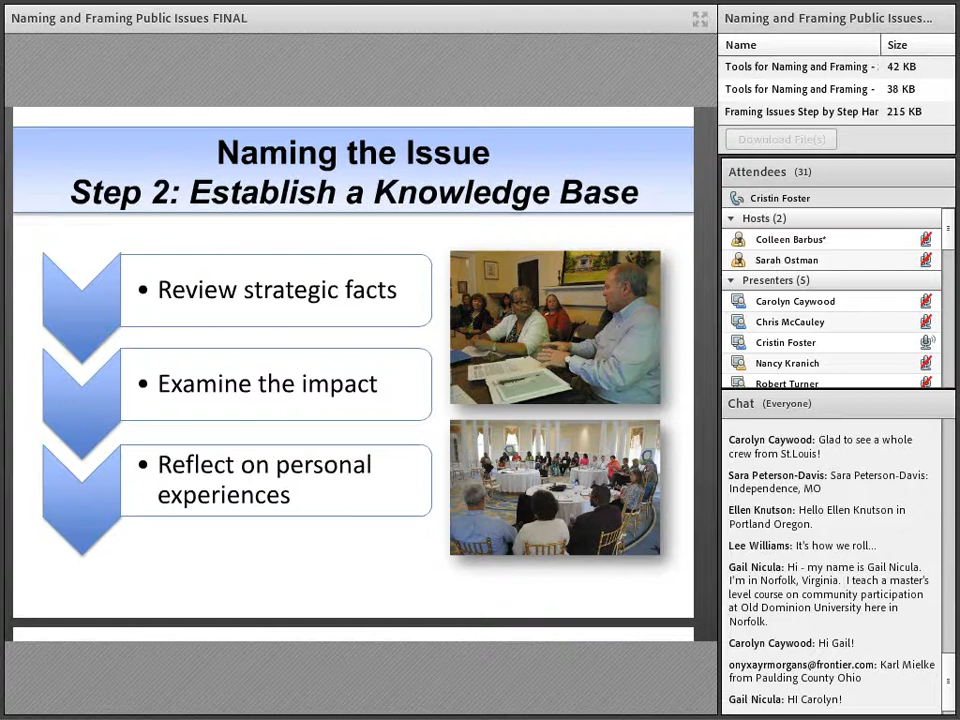 Naming and Framing Public Issues FINAL
Naming the Issue
Step 2: Establish a Knowledge Base
• Review strategic facts
• Examine the impact
• Reflect on personal
experiences
Naming and Framing Public Issues...
Name Size
Tools for Naming and Framing - 42 KB
Tools for Naming and Framing - 38 KB
Framing Issues Step by Step Har 215 KB
Download File(s)
Attendees (31)
Cristin Foster
Hosts (2)
Colleen Barbus*
Sarah Ostman
Presenters (5)
Carolyn Caywood
Chris McCauley
Cristin Foster
Nancy Kranich
Robert Turner
Chat (Everyone)
Carolyn Caywood: Glad to see a whole
crew from St.Louis!
Sara Peterson-Davis: Sara Peterson-Davis:
Independence, MO
Ellen Knutson: Hello Ellen Knutson in
Portland Oregon.
Lee Williams: It's how we roll...
Gail Nicula: Hi - my name is Gail Nicula.
I'm in Norfolk, Virginia. I teach a master's
level course on community participation
at Old Dominion University here in
Norfolk.
Carolyn Caywood: Hi Gail!
onyxayrmorgans@frontier.com: Karl Mielke
from Paulding County Ohio
Gail Nicula: HI Carolyn!